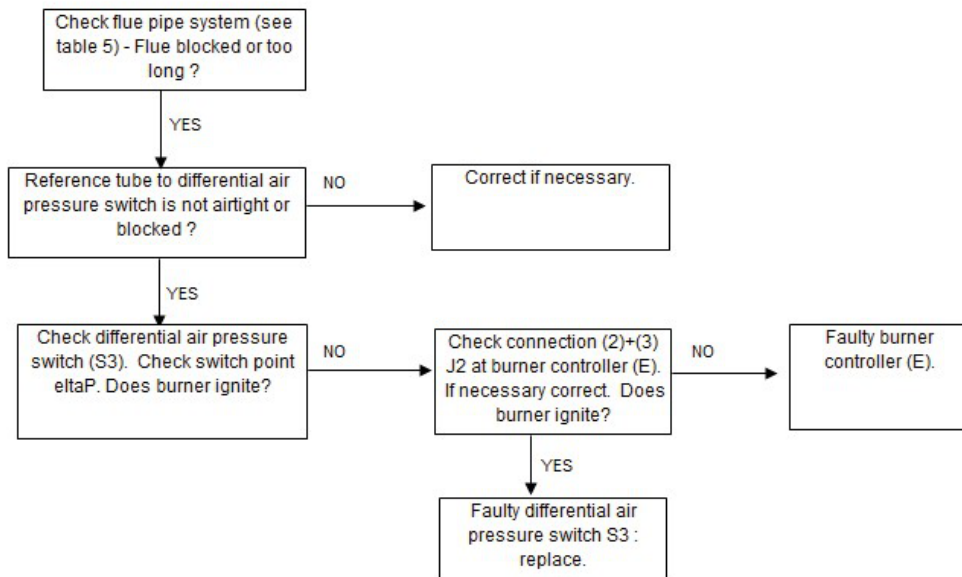 Check flue pipe system (see
table 5) - Flue blocked or too
long ?
YES
Reference tube to differential air
pressure switch is not airtight or
blocked ?
NO
Correct if necessary.
YES
Check differential air pressure
switch (S3). Check switch point
eltaP. Does burner ignite?
NO
Check connection (2)+(3)
J2 at burner controller (E).
If necessary correct. Does
burner ignite?
NO
Faulty burner
controller (E).
YES
Faulty differential air
pressure switch S3 :
replace.